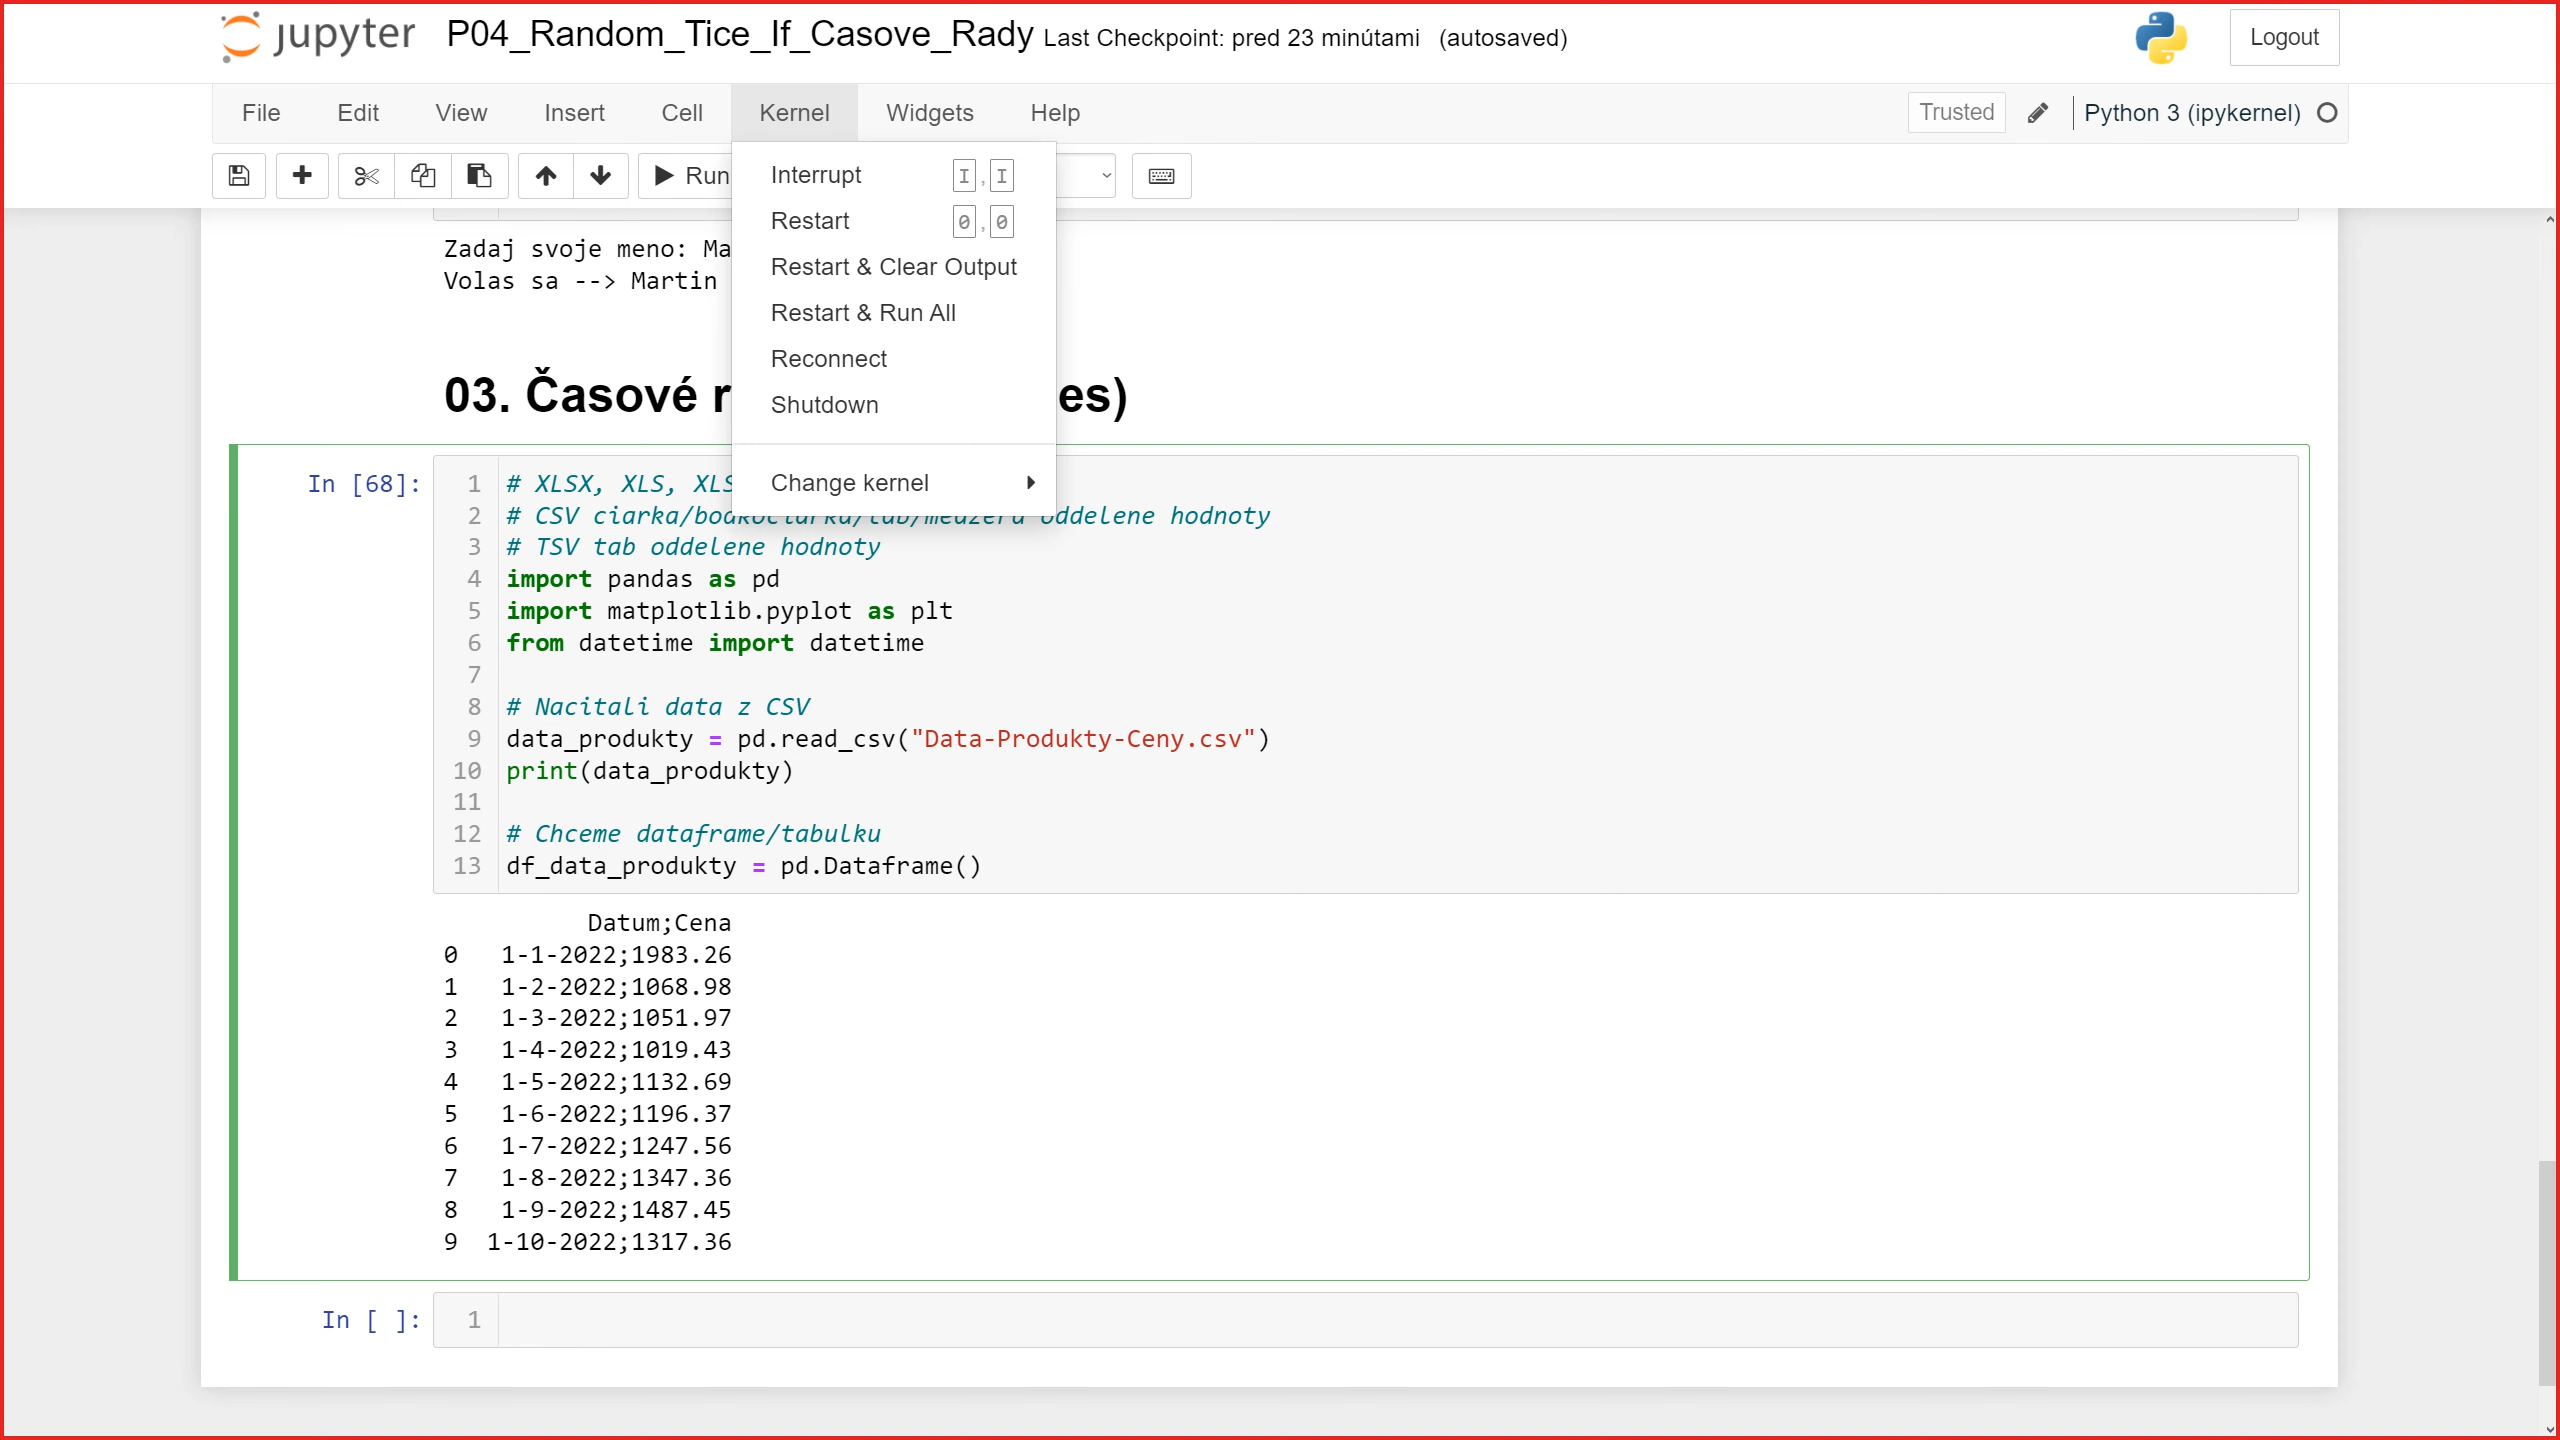 jupyter P04_Random_Tice_If_Casove_Rady Last Checkpoint: pred 23 minútami (autosaved)
Logout
File Edit View Insert Cell Kernel Widgets Help
Trusted
Python 3 (ipykernel)
Run
Interrupt I,I
Restart 0,0
Restart & Clear Output
Restart & Run All
Reconnect
Shutdown
Change kernel
Zadaj svoje meno: Ma
Volas sa --> Martin
03. Časové r es)
In [68]:
1 # XLSX, XLS, XLS
2 # CSV ciarka/bodkociarka/tab/medzera oddelene hodnoty
3 # TSV tab oddelene hodnoty
4 import pandas as pd
5 import matplotlib.pyplot as plt
6 from datetime import datetime
7
8 # Nacitali data z CSV
9 data_produkty = pd.read_csv("Data-Produkty-Ceny.csv")
10 print(data_produkty)
11
12 # Chceme dataframe/tabulku
13 df_data_produkty = pd.Dataframe()
Datum;Cena
0 1-1-2022;1983.26
1 1-2-2022;1068.98
2 1-3-2022;1051.97
3 1-4-2022;1019.43
4 1-5-2022;1132.69
5 1-6-2022;1196.37
6 1-7-2022;1247.56
7 1-8-2022;1347.36
8 1-9-2022;1487.45
9 1-10-2022;1317.36
In [ ]:
1